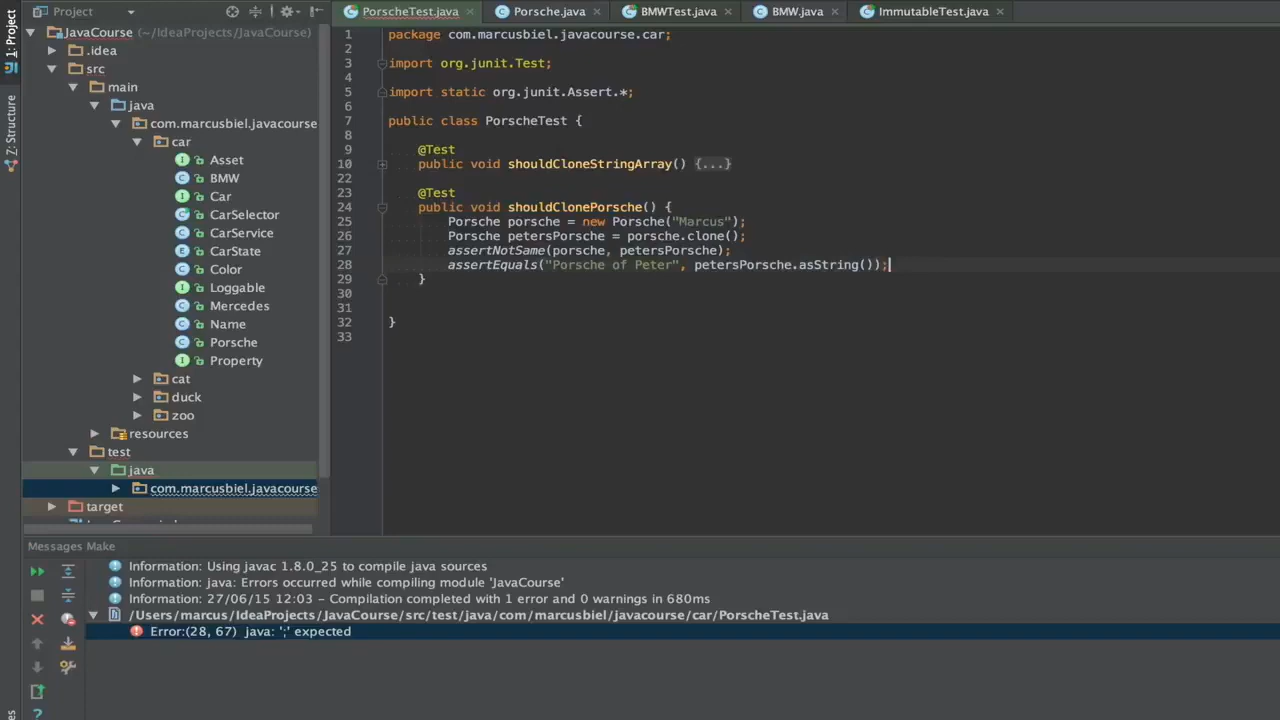 Project
PorscheTest.java
Porsche.java
BMWTest.java
BMW.java
ImmutableTest.java
1: Project
Z: Structure
JavaCourse (~/IdeaProjects/JavaCourse)
.idea
src
main
java
com.marcusbiel.javacourse
car
Asset
BMW
Car
CarSelector
CarService
CarState
Color
Loggable
Mercedes
Name
Porsche
Property
cat
duck
zoo
resources
test
java
com.marcusbiel.javacourse
target
1 package com.marcusbiel.javacourse.car;
2
3 import org.junit.Test;
4
5 import static org.junit.Assert.*;
6
7 public class PorscheTest {
8
9 @Test
10 public void shouldCloneStringArray() {...}
22
23 @Test
24 public void shouldClonePorsche() {
25 Porsche porsche = new Porsche("Marcus");
26 Porsche petersPorsche = porsche.clone();
27 assertNotSame(porsche, petersPorsche);
28 assertEquals("Porsche of Peter", petersPorsche.asString());
29 }
30
31
32 }
33
Messages Make
Information: Using javac 1.8.0_25 to compile java sources
Information: java: Errors occurred while compiling module 'JavaCourse'
Information: 27/06/15 12:03 - Compilation completed with 1 error and 0 warnings in 680ms
/Users/marcus/IdeaProjects/JavaCourse/src/test/java/com/marcusbiel/javacourse/car/PorscheTest.java
Error:(28, 67) java: ';' expected